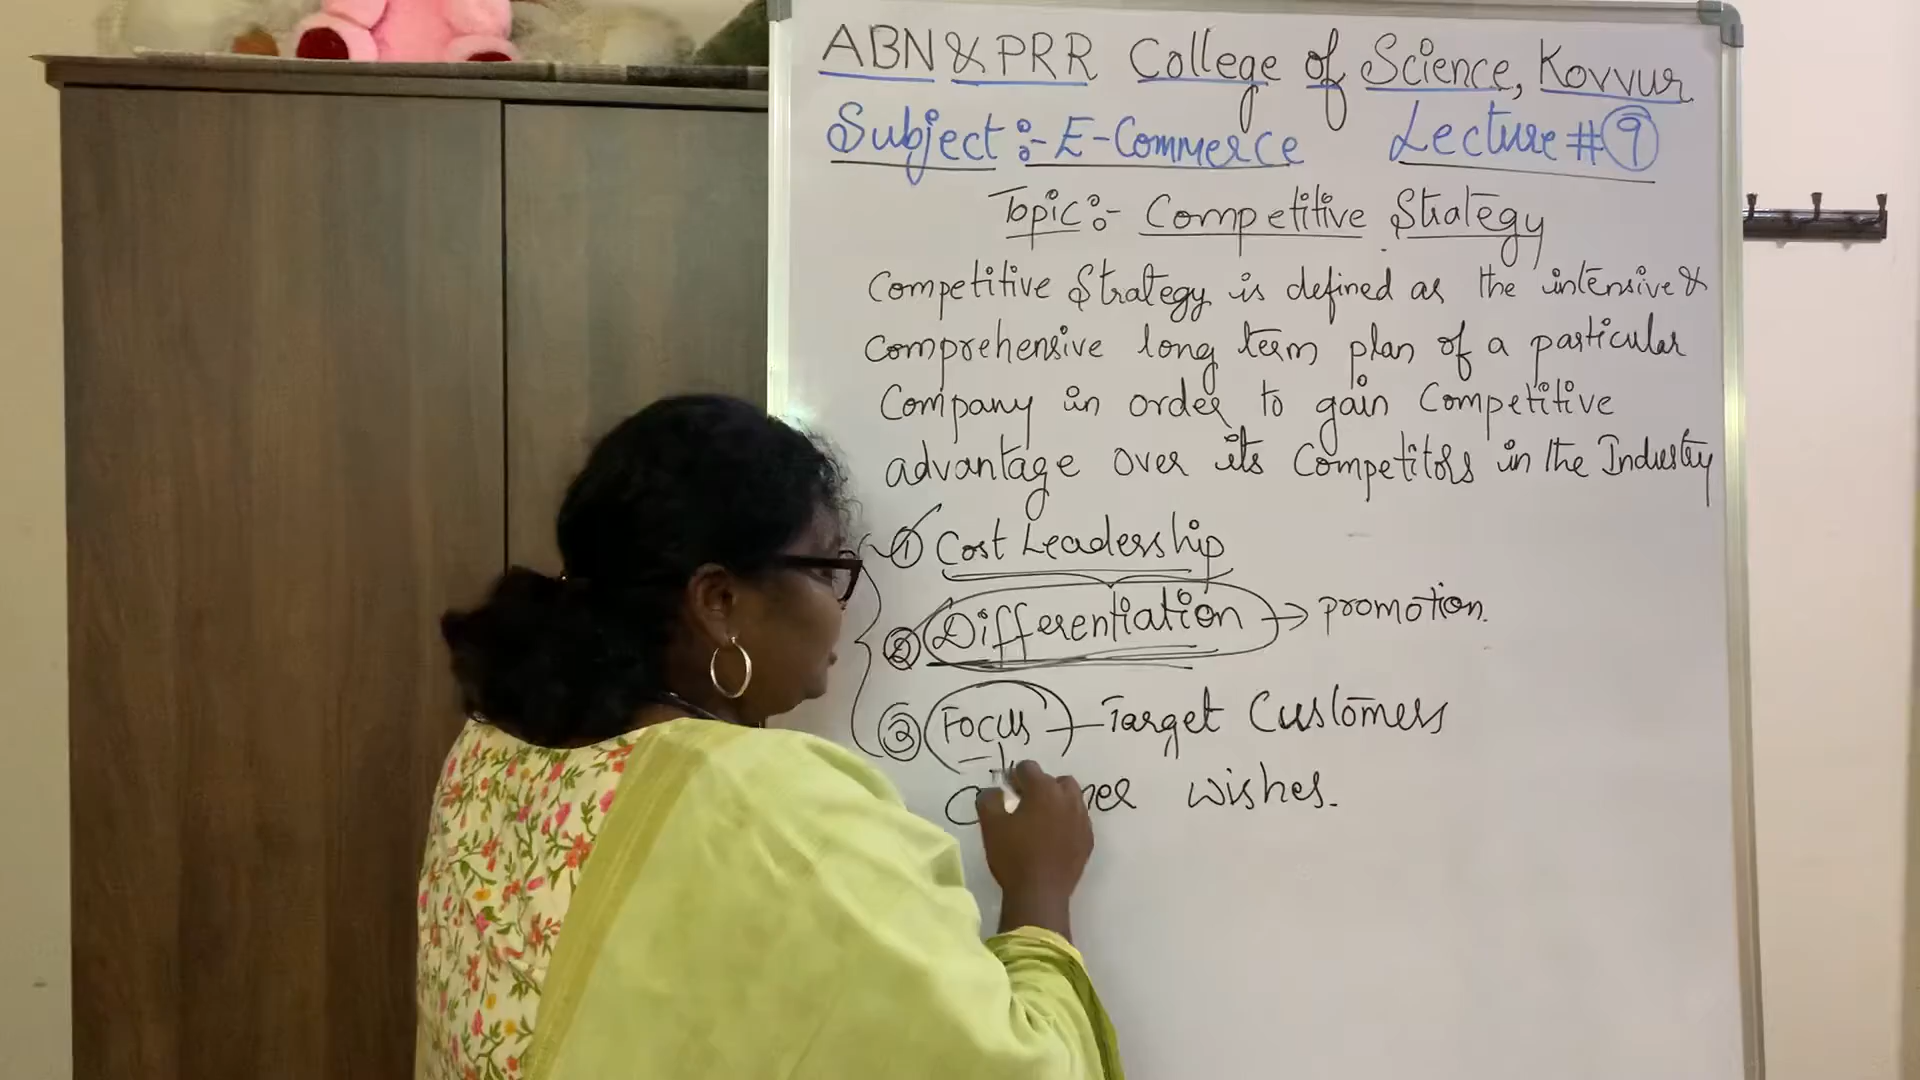 ABN & PRR College of Science, Kovvur
Subject:- E-Commerce Lecture # 9
Topic:- Competitive Strategy
Competitive Strategy is defined as the intensive &
comprehensive long term plan of a particular
Company in order to gain Competitive
advantage over its Competitors in the Industry
1 Cost Leadership
2 Differentiation → promotion.
3 Focus - Target Customers
wishes.